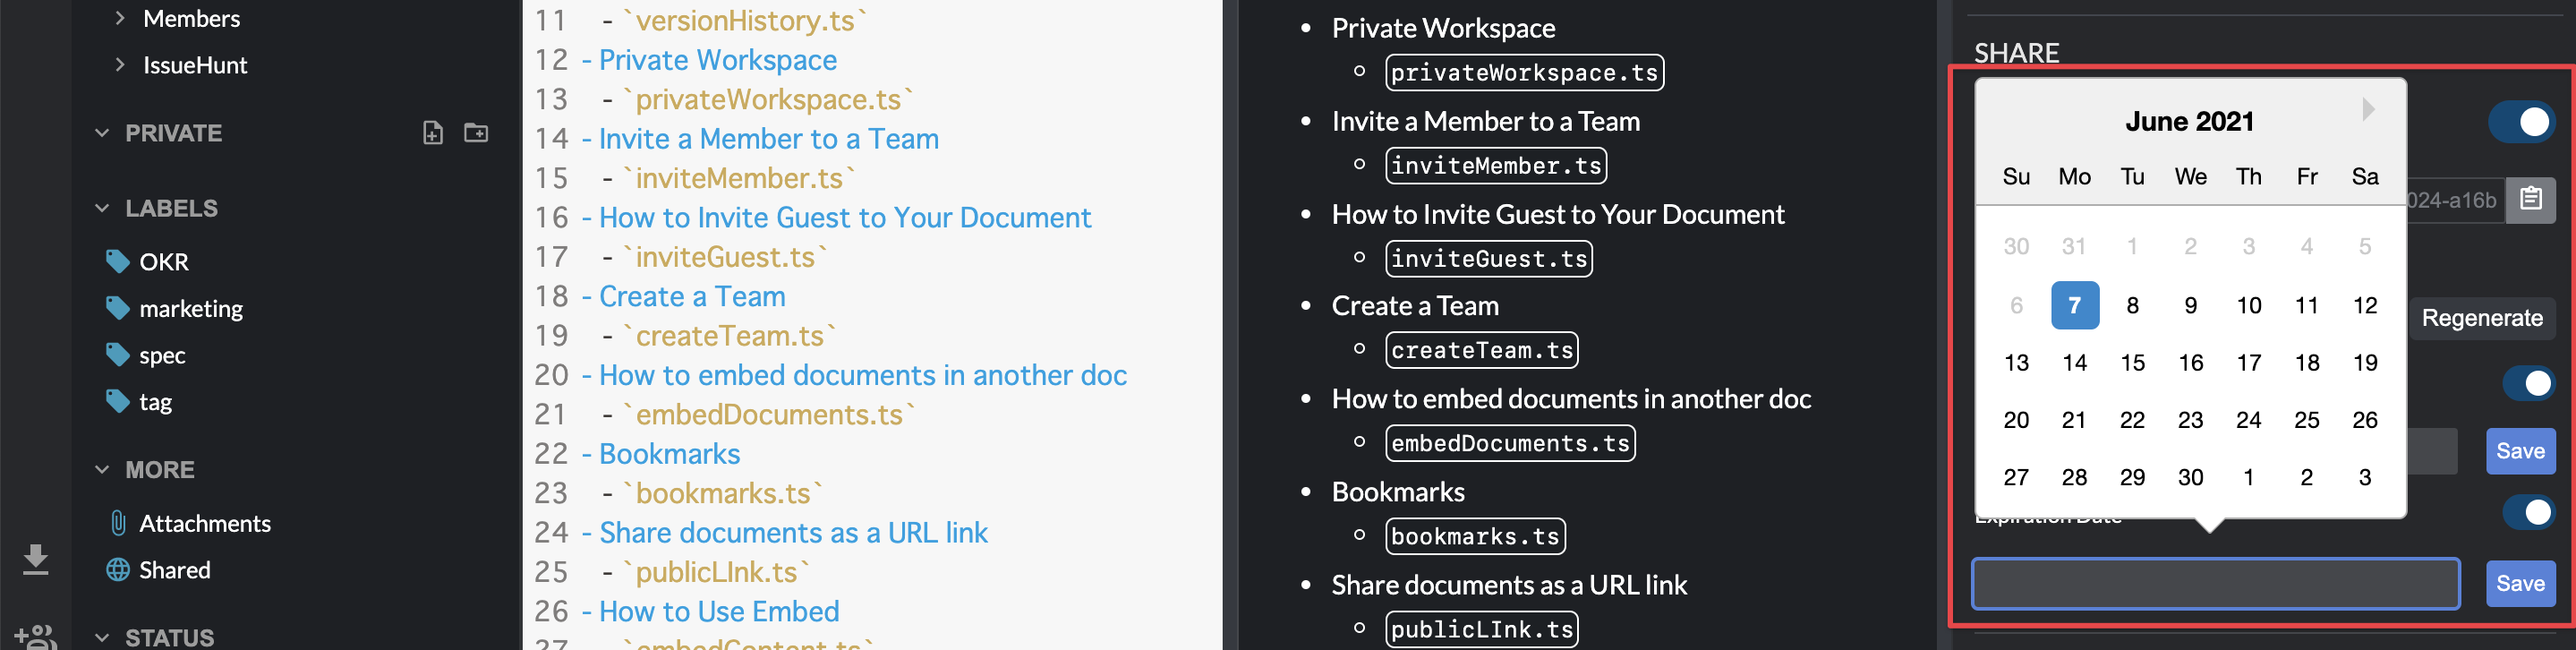 Members
IssueHunt
PRIVATE
LABELS
OKR
marketing
spec
tag
MORE
Attachments
Shared
STATUS
11 - `versionHistory.ts`
12 - Private Workspace
13 - `privateWorkspace.ts`
14 - Invite a Member to a Team
15 - `inviteMember.ts`
16 - How to Invite Guest to Your Document
17 - `inviteGuest.ts`
18 - Create a Team
19 - `createTeam.ts`
20 - How to embed documents in another doc
21 - `embedDocuments.ts`
22 - Bookmarks
23 - `bookmarks.ts`
24 - Share documents as a URL link
25 - `publicLInk.ts`
26 - How to Use Embed
27 - `embedContent.ts`
• Private Workspace
privateWorkspace.ts
• Invite a Member to a Team
inviteMember.ts
• How to Invite Guest to Your Document
inviteGuest.ts
• Create a Team
createTeam.ts
• How to embed documents in another doc
embedDocuments.ts
• Bookmarks
bookmarks.ts
• Share documents as a URL link
publicLInk.ts
SHARE
June 2021
Su Mo Tu We Th Fr Sa
30 31 1 2 3 4 5
6 7 8 9 10 11 12
13 14 15 16 17 18 19
20 21 22 23 24 25 26
27 28 29 30 1 2 3
024-a16b
Regenerate
Save
Expiration Date
Save